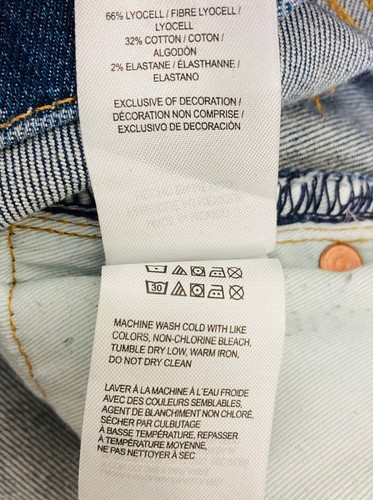 66% LYOCELL / FIBRE LYOCELL /
LYOCELL
32% COTTON / COTON /
ALGODÓN
2% ELASTANE / ÉLASTHANNE /
ELASTANO
EXCLUSIVE OF DECORATION /
DÉCORATION NON COMPRISE /
EXCLUSIVO DE DECORACIÓN
30
MACHINE WASH COLD WITH LIKE
COLORS, NON-CHLORINE BLEACH,
TUMBLE DRY LOW, WARM IRON,
DO NOT DRY CLEAN
LAVER À LA MACHINE À L'EAU FROIDE
AVEC DES COULEURS SEMBLABLES,
AGENT DE BLANCHIMENT NON CHLORÉ,
SÉCHER PAR CULBUTAGE
À BASSE TEMPÉRATURE, REPASSER
À TEMPÉRATURE MOYENNE,
NE PAS NETTOYER À SEC